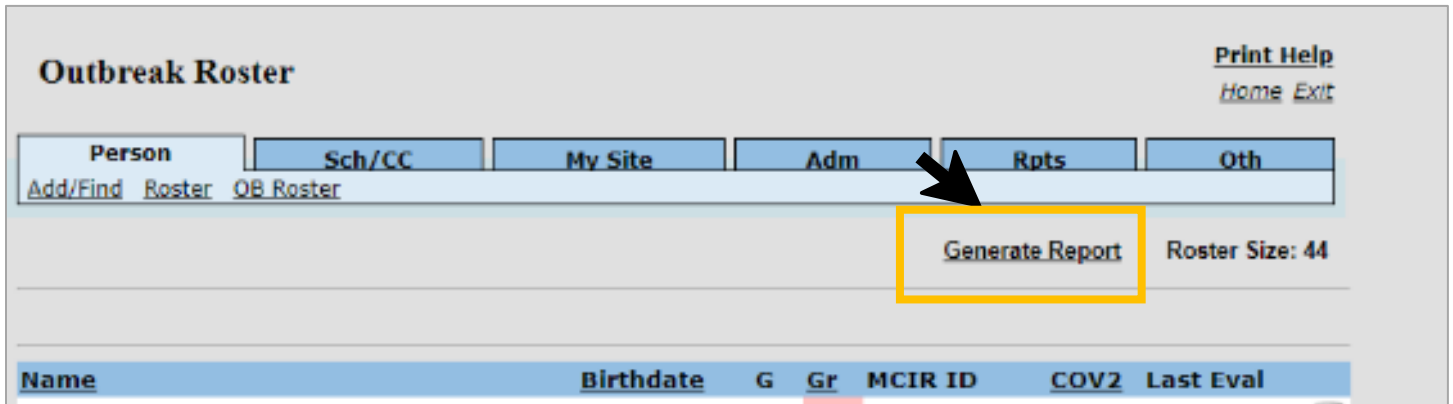 Outbreak Roster
Print Help
Home Exit
Person Sch/CC My Site Adm Rpts Oth
Add/Find Roster OB Roster
Generate Report Roster Size: 44
Name Birthdate G Gr MCIR ID COV2 Last Eval